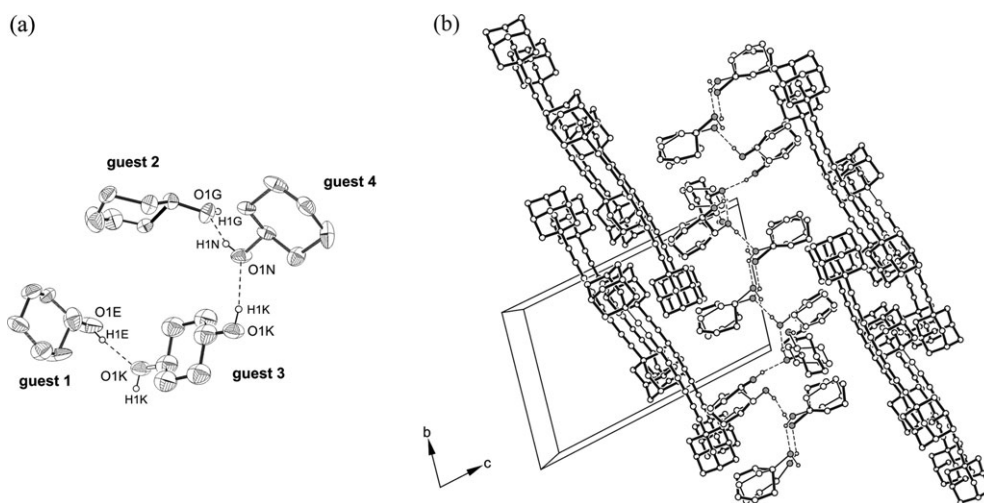 (a)
(b)
guest 2
guest 4
O1G
H1G
H1N
O1N
H1K
O1K
O1E
H1E
guest 1
O1K
guest 3
H1K
b
c